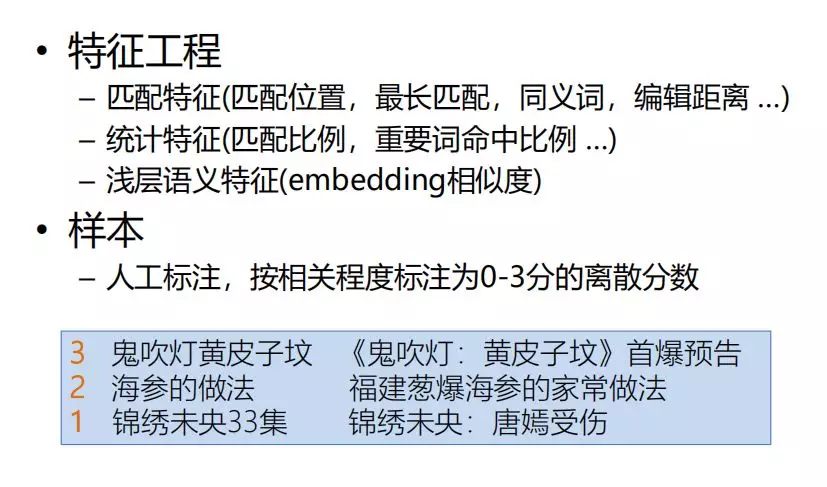 • 特征工程
– 匹配特征(匹配位置，最长匹配，同义词，编辑距离 ...)
– 统计特征(匹配比例，重要词命中比例 ...)
– 浅层语义特征(embedding相似度)
• 样本
– 人工标注，按相关程度标注为0-3分的离散分数
3 鬼吹灯黄皮子坟 《鬼吹灯：黄皮子坟》首爆预告
2 海参的做法 福建葱爆海参的家常做法
1 锦绣未央33集 锦绣未央：唐嫣受伤